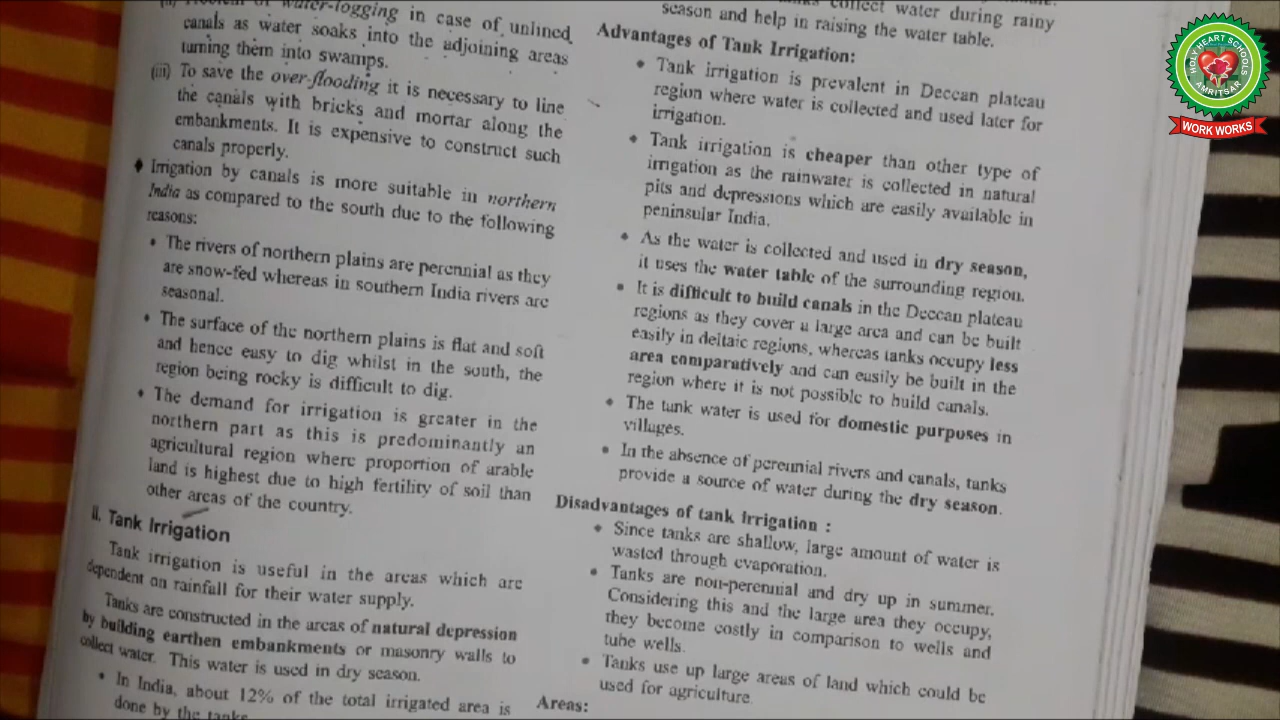 water-logging in case of unlined
canals as water soaks into the adjoining areas
turning them into swamps.
(iii) To save the over-flooding it is necessary to line
the canals with bricks and mortar along the
embankments. It is expensive to construct such
canals properly.
♦ Irrigation by canals is more suitable in northern
India as compared to the south due to the following
reasons:
• The rivers of northern plains are perennial as they
are snow-fed whereas in southern India rivers are
seasonal.
• The surface of the northern plains is flat and soft
and hence easy to dig whilst in the south, the
region being rocky is difficult to dig.
• The demand for irrigation is greater in the
northern part as this is predominantly an
agricultural region where proportion of arable
land is highest due to high fertility of soil than
other areas of the country.
II. Tank Irrigation
Tank irrigation is useful in the areas which are
dependent on rainfall for their water supply.
Tanks are constructed in the areas of natural depression
by building earthen embankments or masonry walls to
collect water. This water is used in dry season.
• In India, about 12% of the total irrigated area is
done by the tanks
collect water during rainy
season and help in raising the water table.
Advantages of Tank Irrigation:
• Tank irrigation is prevalent in Deccan plateau
region where water is collected and used later for
irrigation.
• Tank irrigation is cheaper than other type of
irrigation as the rainwater is collected in natural
pits and depressions which are easily available in
peninsular India.
• As the water is collected and used in dry season,
it uses the water table of the surrounding region.
• It is difficult to build canals in the Deccan plateau
regions as they cover a large area and can be built
easily in deltaic regions, whereas tanks occupy less
area comparatively and can easily be built in the
region where it is not possible to build canals.
• The tank water is used for domestic purposes in
villages.
• In the absence of perennial rivers and canals, tanks
provide a source of water during the dry season.
Disadvantages of tank irrigation :
• Since tanks are shallow, large amount of water is
wasted through evaporation.
• Tanks are non-perennial and dry up in summer.
Considering this and the large area they occupy,
they become costly in comparison to wells and
tube wells.
• Tanks use up large areas of land which could be
used for agriculture.
Areas:
HOLY HEART SCHOOLS
AMRITSAR
WORK WORKS